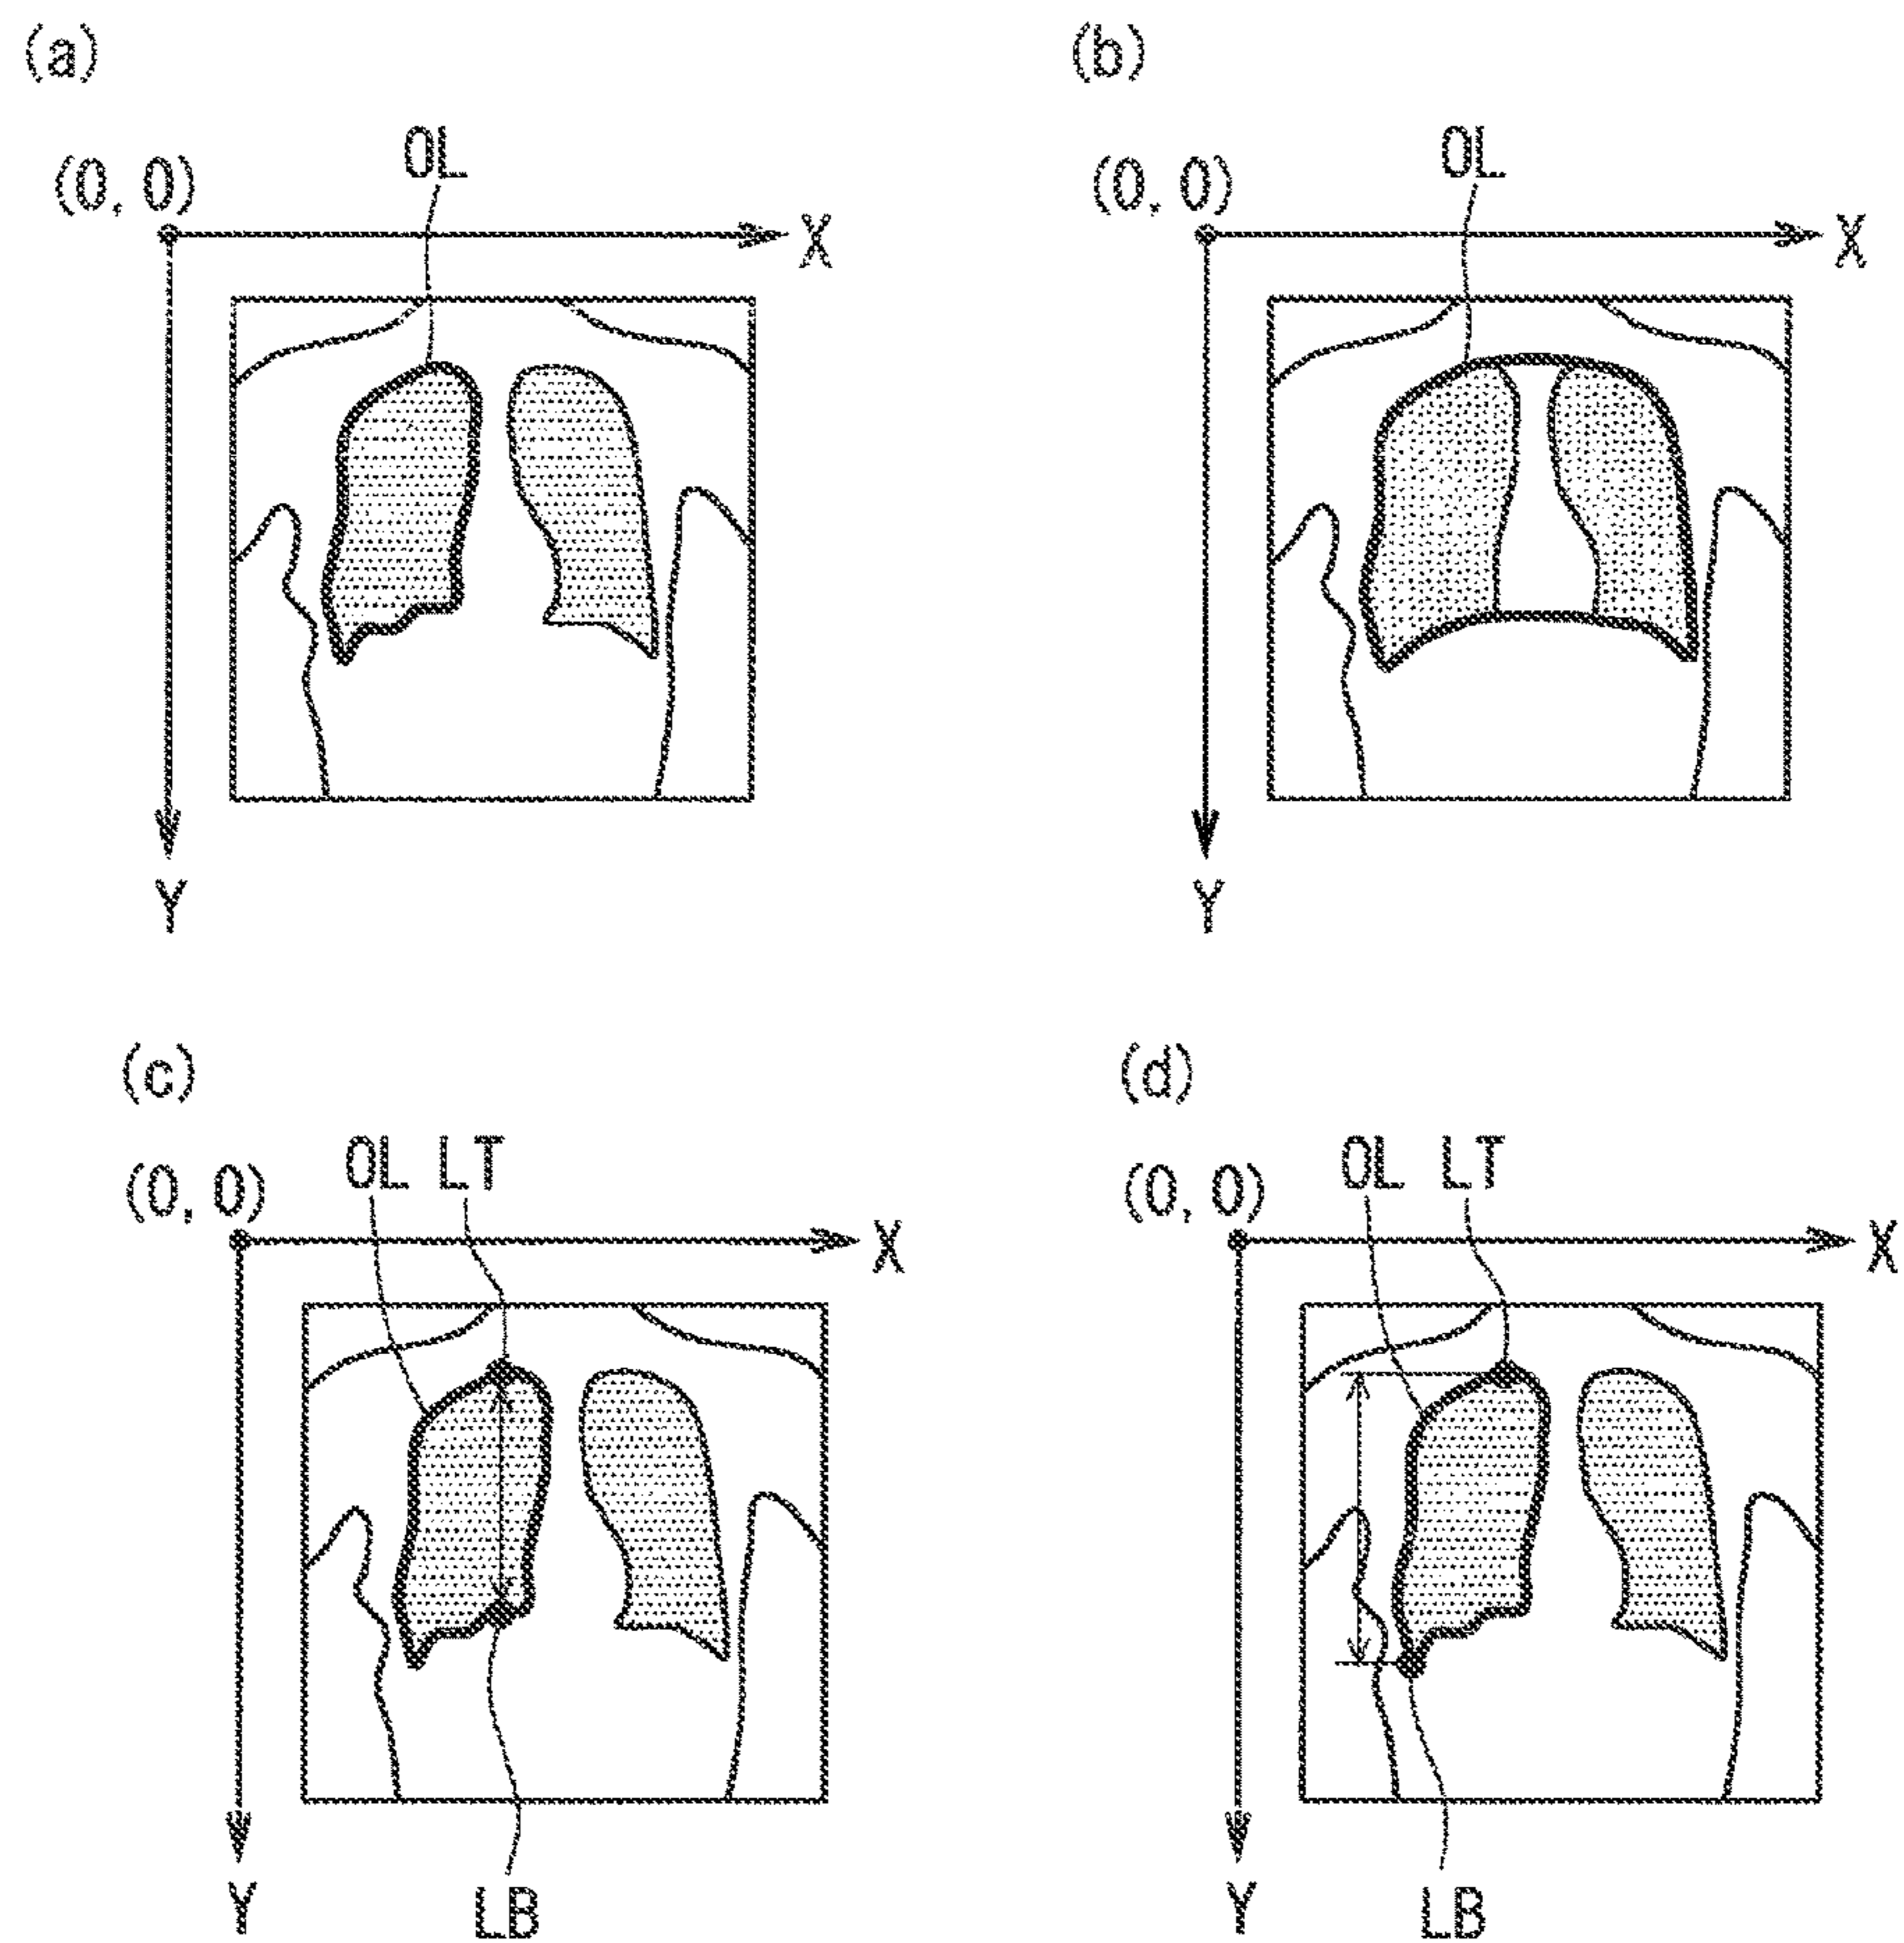 (a)
OL
(0, 0)
X
Y
(b)
OL
(0, 0)
X
Y
(c)
OL LT
(0, 0)
X
Y
LB
(d)
OL LT
(0, 0)
X
Y
LB